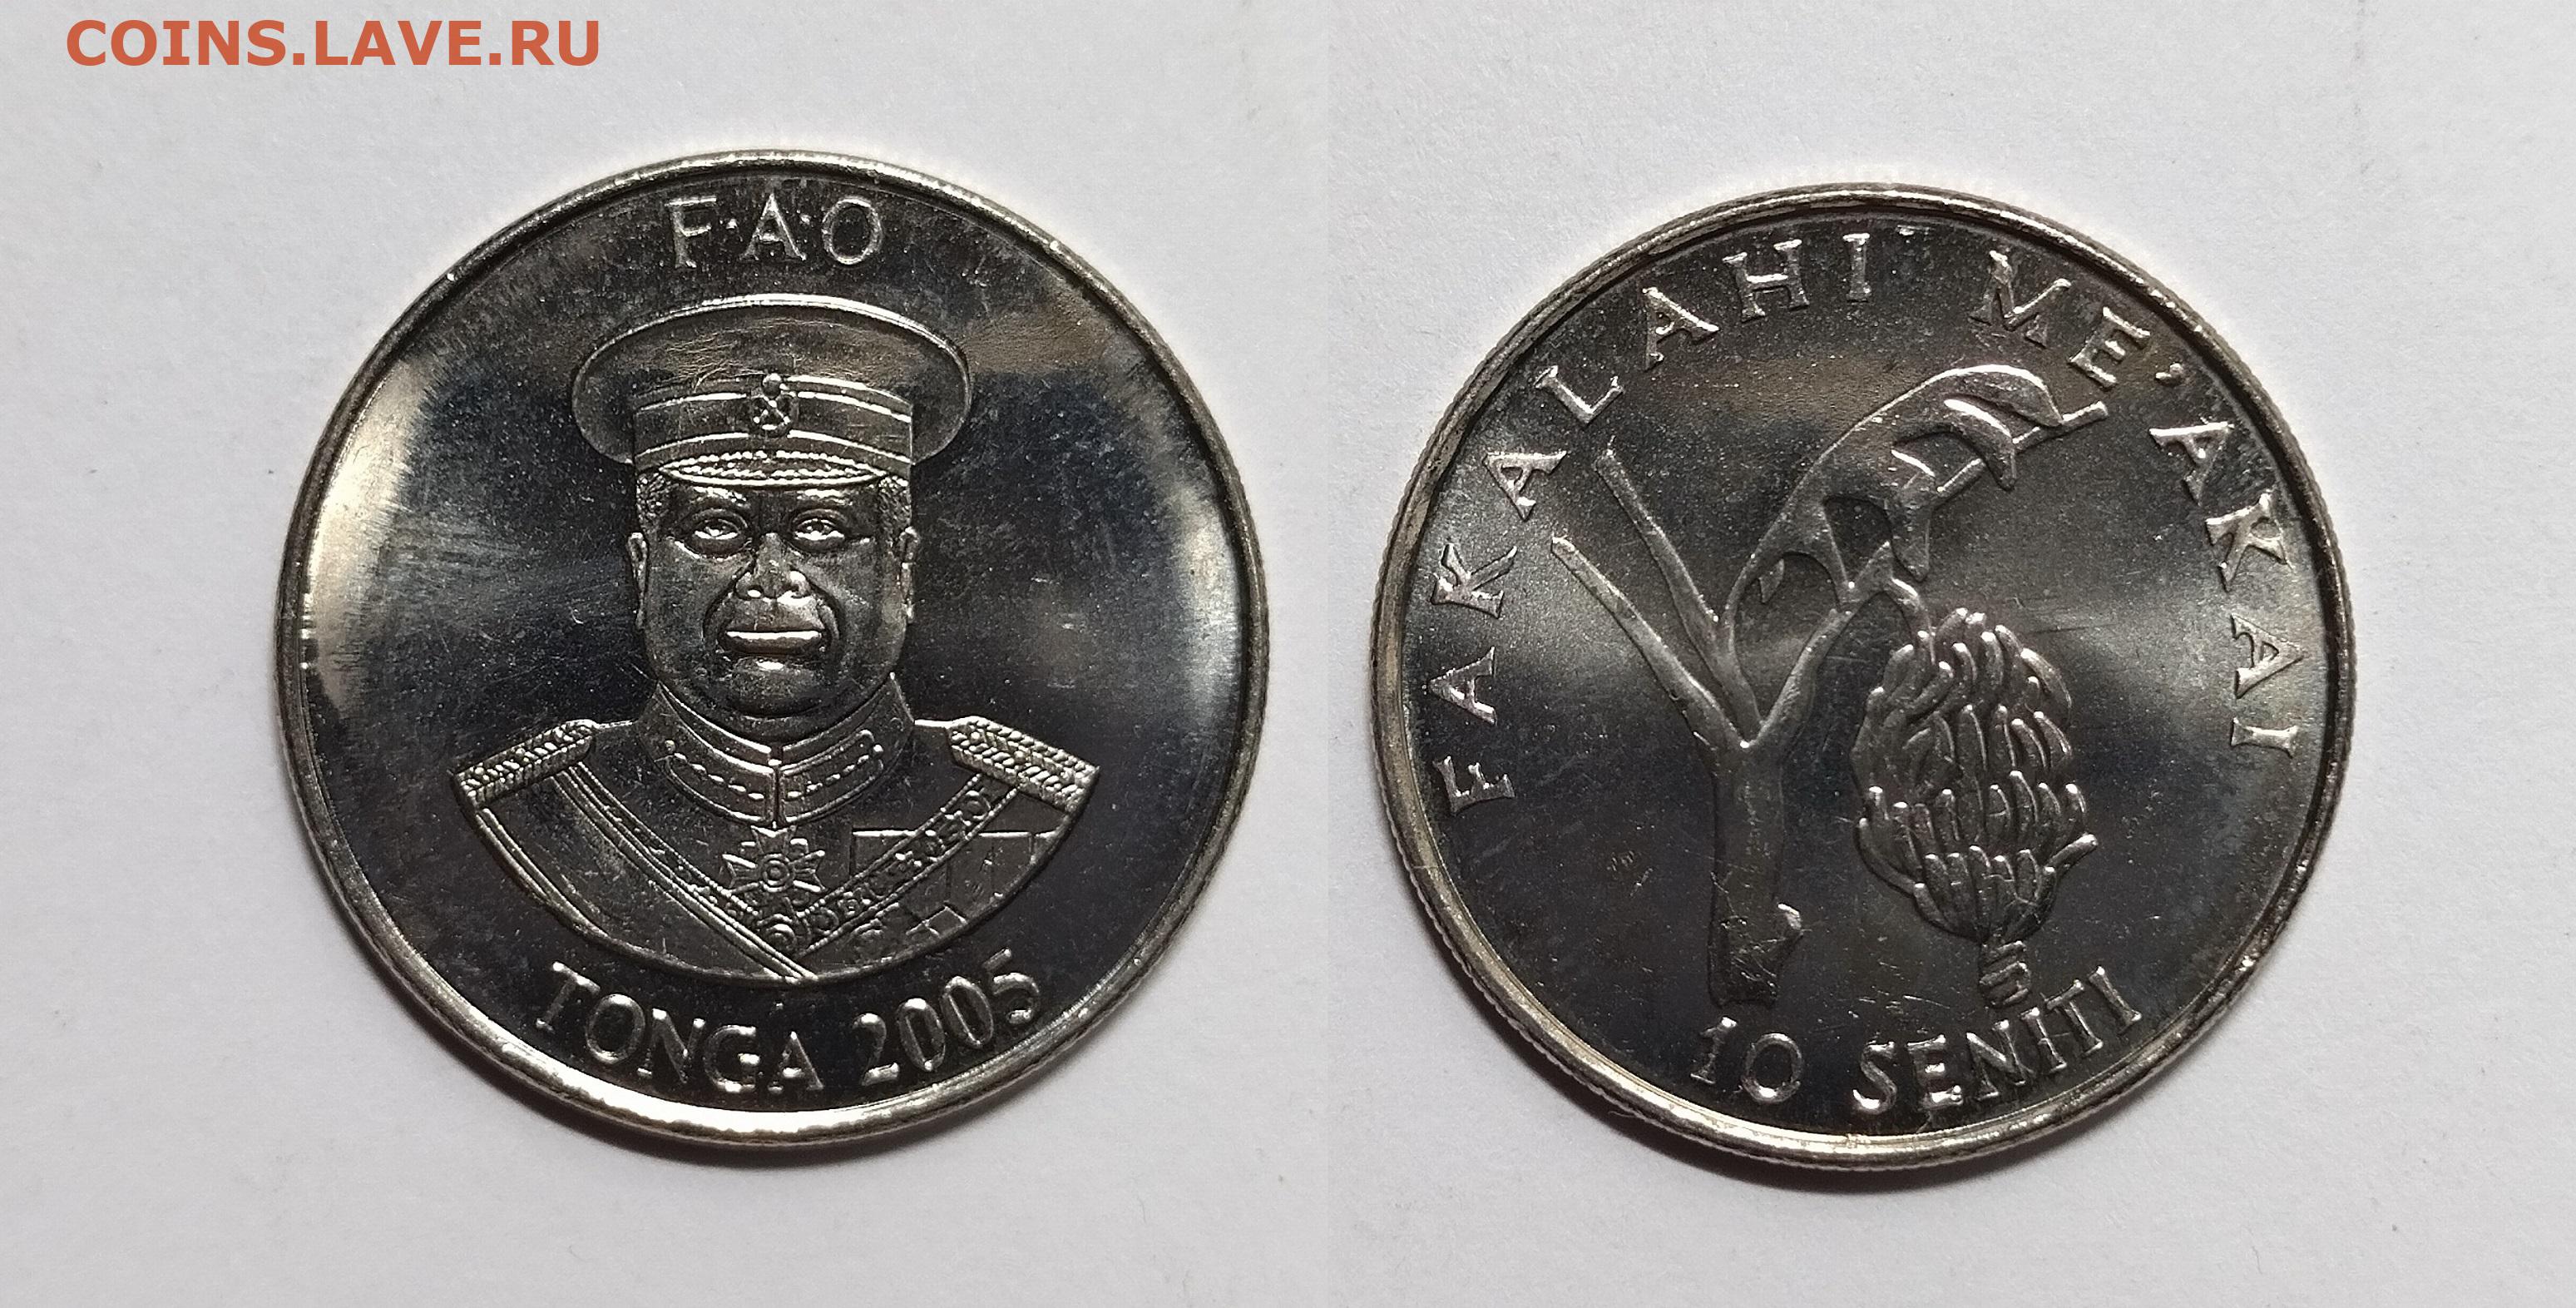 COINS.LAVE.RU
F·A·O
TONGA 2005
FAKALAHI ME'AKAI
10 SENITI